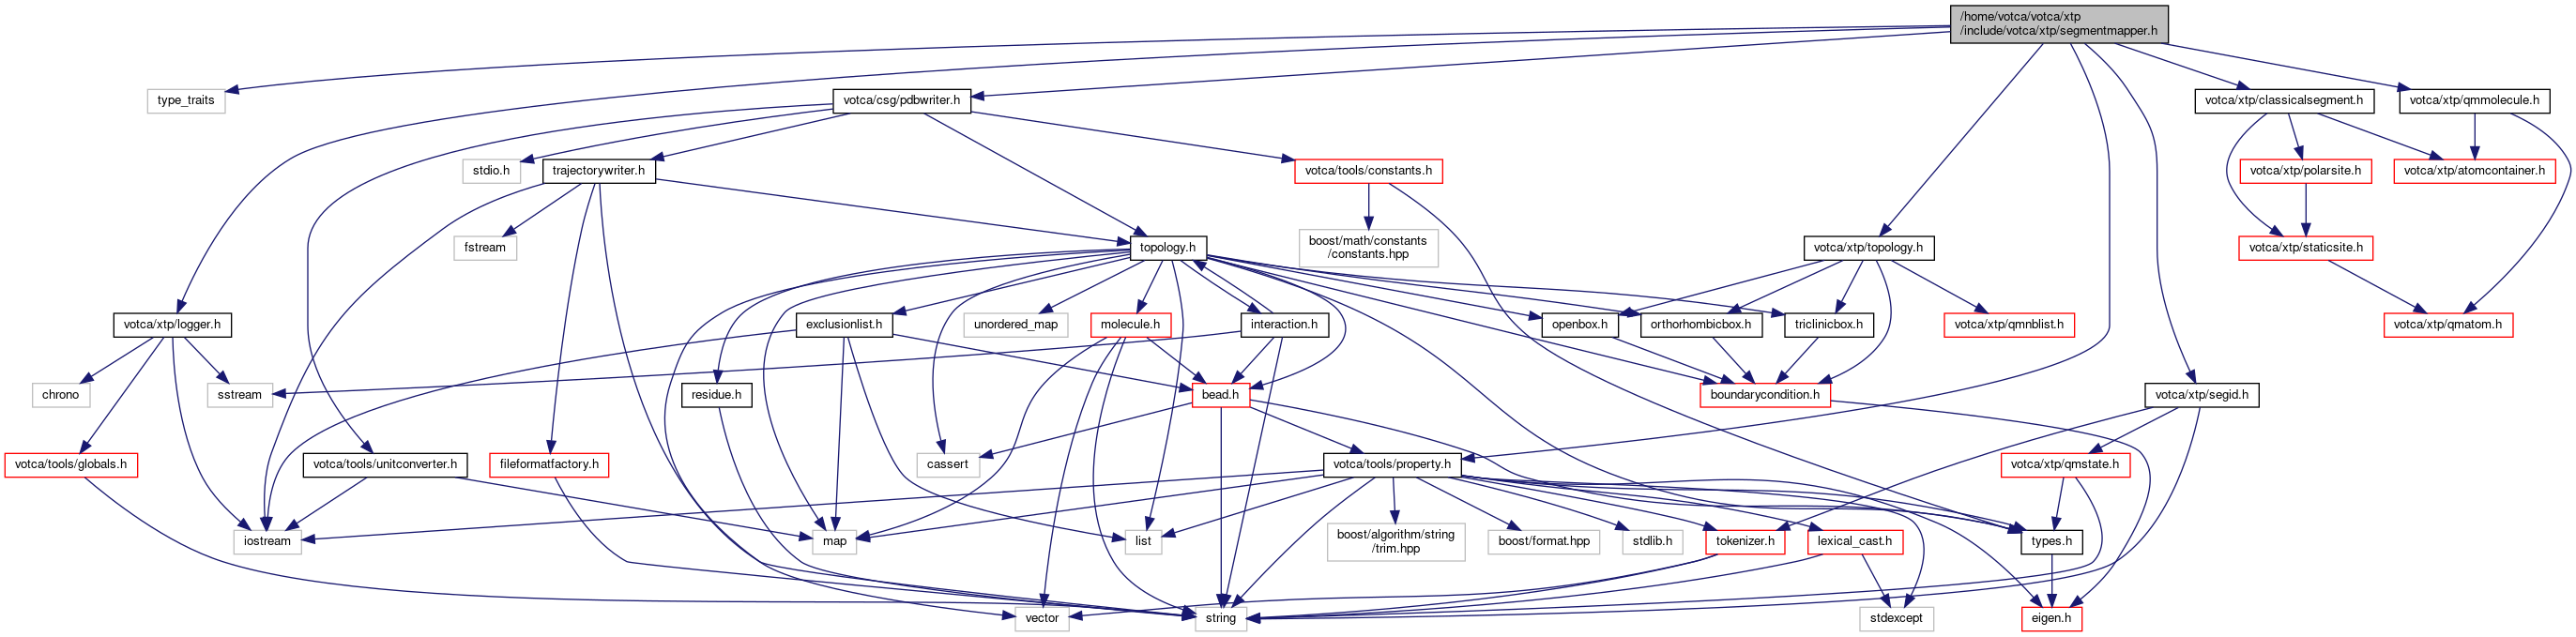 /home/votca/votca/xtp
/include/votca/xtp/segmentmapper.h
type_traits
votca/csg/pdbwriter.h
votca/xtp/classicalsegment.h
votca/xtp/qmmolecule.h
stdio.h
trajectorywriter.h
votca/tools/constants.h
votca/xtp/polarsite.h
votca/xtp/atomcontainer.h
fstream
topology.h
boost/math/constants
/constants.hpp
votca/xtp/topology.h
votca/xtp/staticsite.h
votca/xtp/logger.h
exclusionlist.h
unordered_map
molecule.h
interaction.h
openbox.h
orthorhombicbox.h
triclinicbox.h
votca/xtp/qmnblist.h
votca/xtp/qmatom.h
chrono
sstream
residue.h
bead.h
boundarycondition.h
votca/xtp/segid.h
votca/tools/globals.h
votca/tools/unitconverter.h
fileformatfactory.h
cassert
votca/tools/property.h
votca/xtp/qmstate.h
iostream
map
list
boost/algorithm/string
/trim.hpp
boost/format.hpp
stdlib.h
tokenizer.h
lexical_cast.h
types.h
vector
string
stdexcept
eigen.h